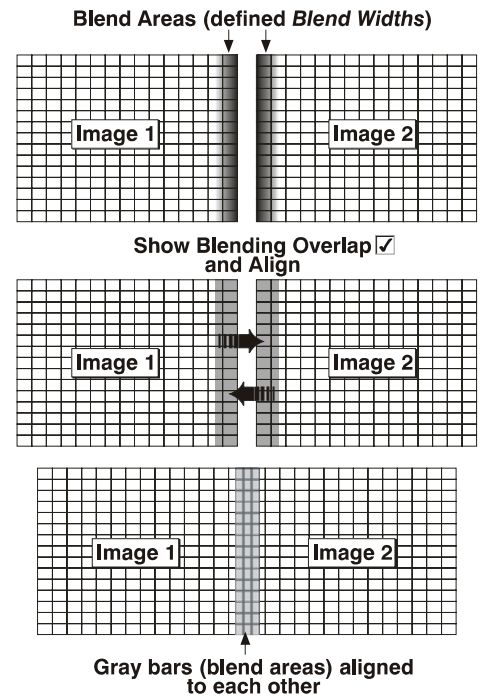 Blend Areas (defined Blend Widths)
Image 1
Image 2
Show Blending Overlap
and Align
Image 1
Image 2
Image 1
Image 2
Gray bars (blend areas) aligned
to each other